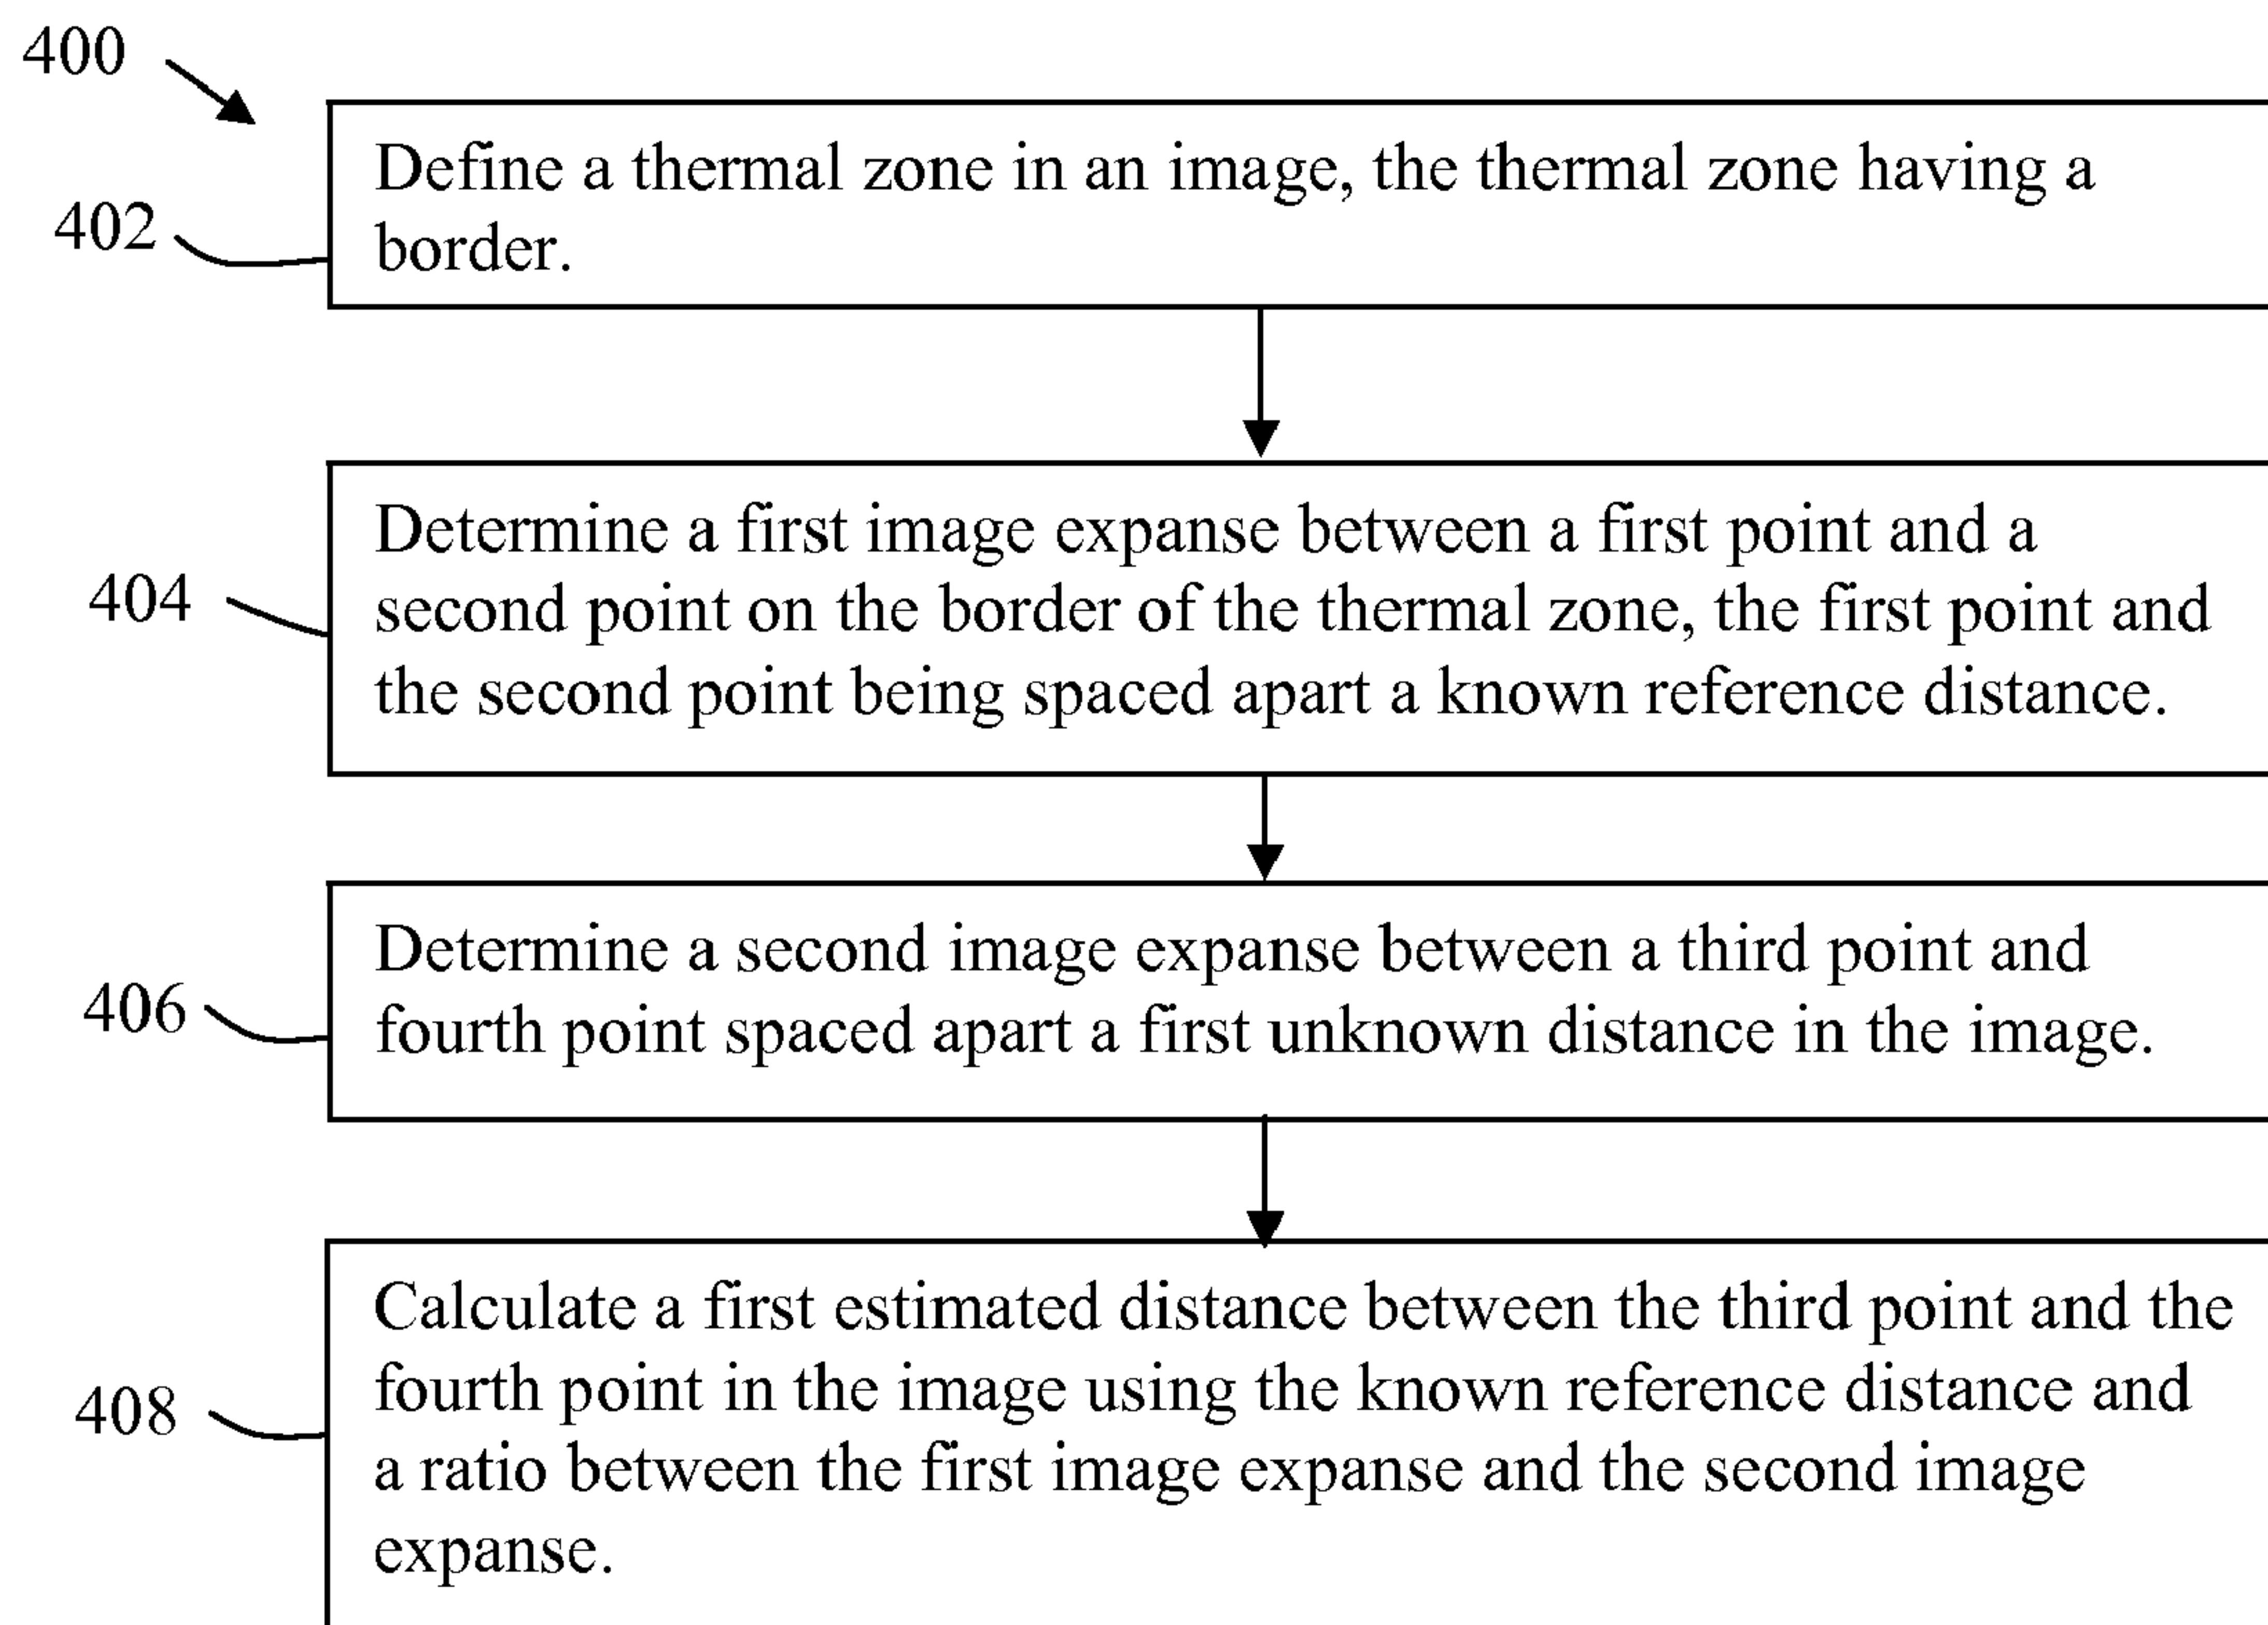 400
Define a thermal zone in an image, the thermal zone having a
402
border.
Determine a first image expanse between a first point and a
404
second point on the border of the thermal zone, the first point and
the second point being spaced apart a known reference distance.
Determine a second image expanse between a third point and
406
fourth point spaced apart a first unknown distance in the image.
Calculate a first estimated distance between the third point and the
fourth point in the image using the known reference distance and
408
a ratio between the first image expanse and the second image
expanse.